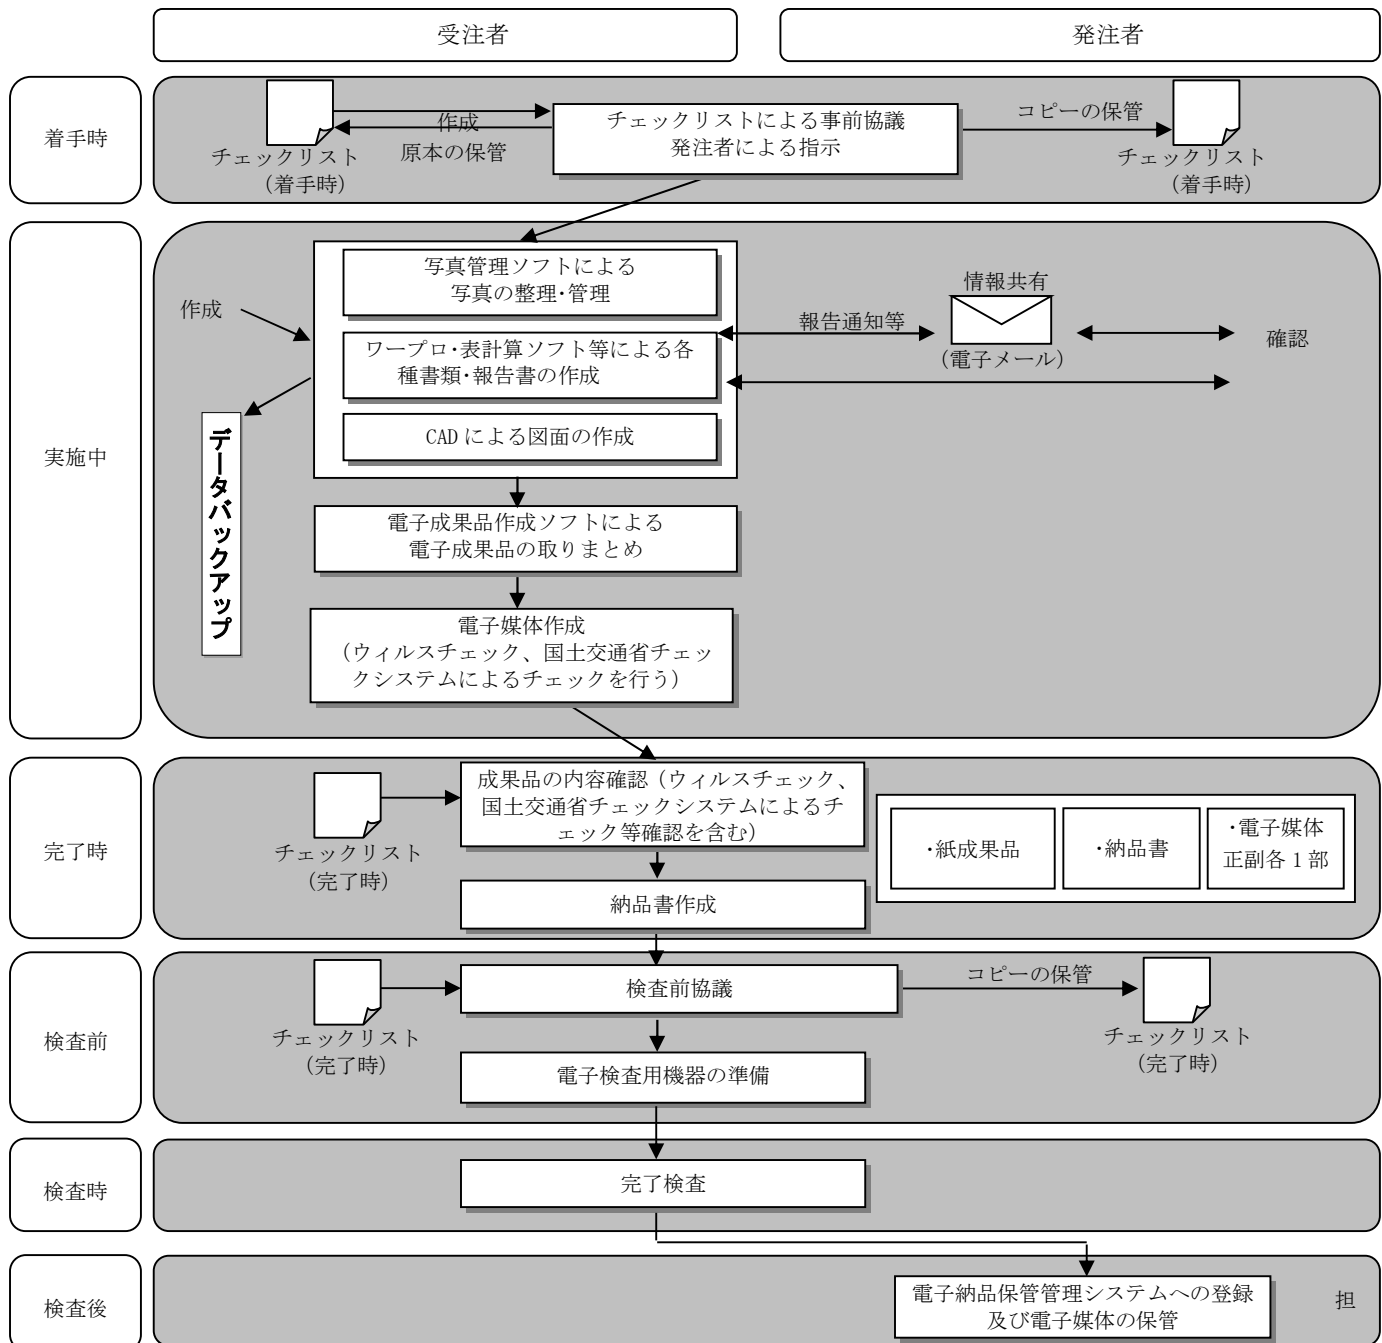 受注者
発注者
着手時
作成
原本の保管
チェックリスト
（着手時）
チェックリストによる事前協議
発注者による指示
コピーの保管
チェックリスト
（着手時）
実施中
作成
データバックアップ
写真管理ソフトによる
写真の整理・管理
ワープロ・表計算ソフト等による各
種書類・報告書の作成
CADによる図面の作成
報告通知等
情報共有
（電子メール）
確認
電子成果品作成ソフトによる
電子成果品の取りまとめ
電子媒体作成
（ウィルスチェック、国土交通省チェッ
クシステムによるチェックを行う）
完了時
チェックリスト
（完了時）
成果品の内容確認（ウィルスチェック、
国土交通省チェックシステムによるチ
ェック等確認を含む）
納品書作成
・紙成果品
・納品書
・電子媒体
正副各1部
検査前
チェックリスト
（完了時）
検査前協議
コピーの保管
チェックリスト
（完了時）
電子検査用機器の準備
検査時
完了検査
検査後
電子納品保管管理システムへの登録
及び電子媒体の保管
担